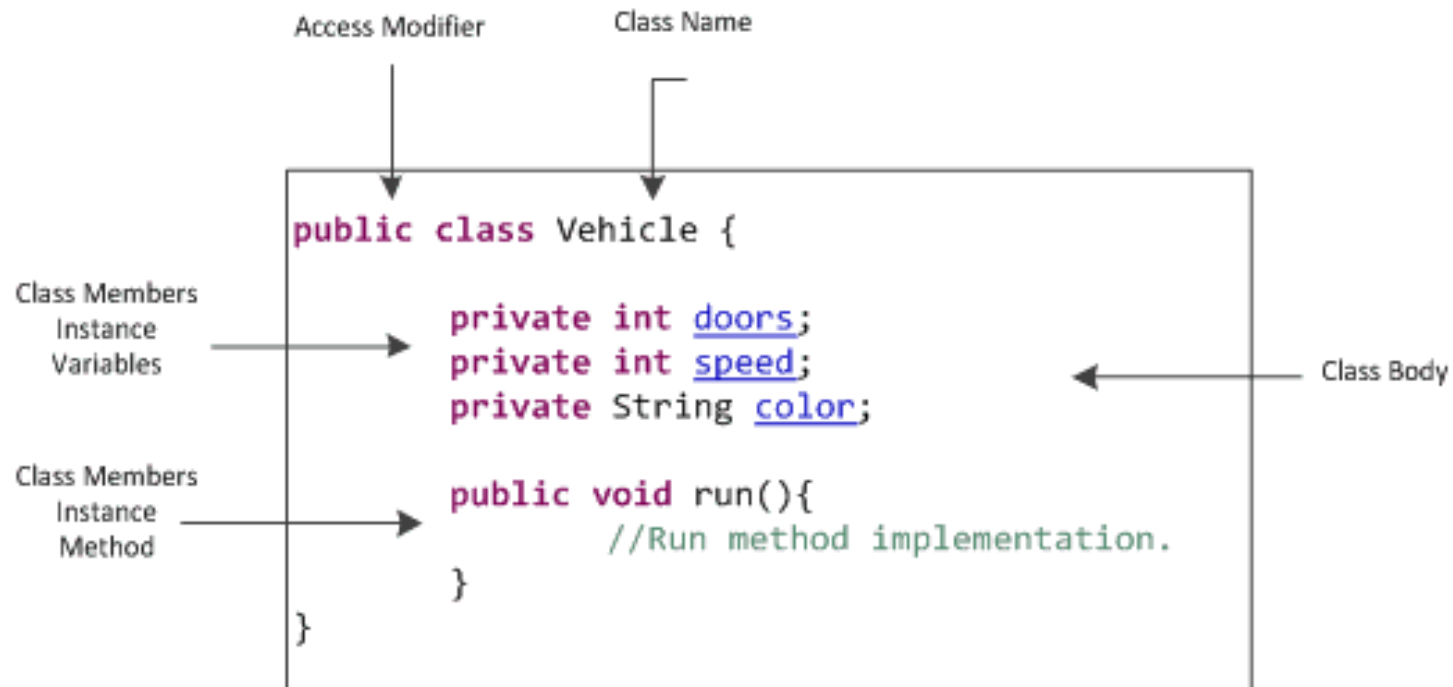 Access Modifier
Class Name
public class Vehicle {
Class Members
Instance
Variables
private int doors;
private int speed;
private String color;
Class Body
Class Members
Instance
Method
public void run(){
//Run method implementation.
}
}